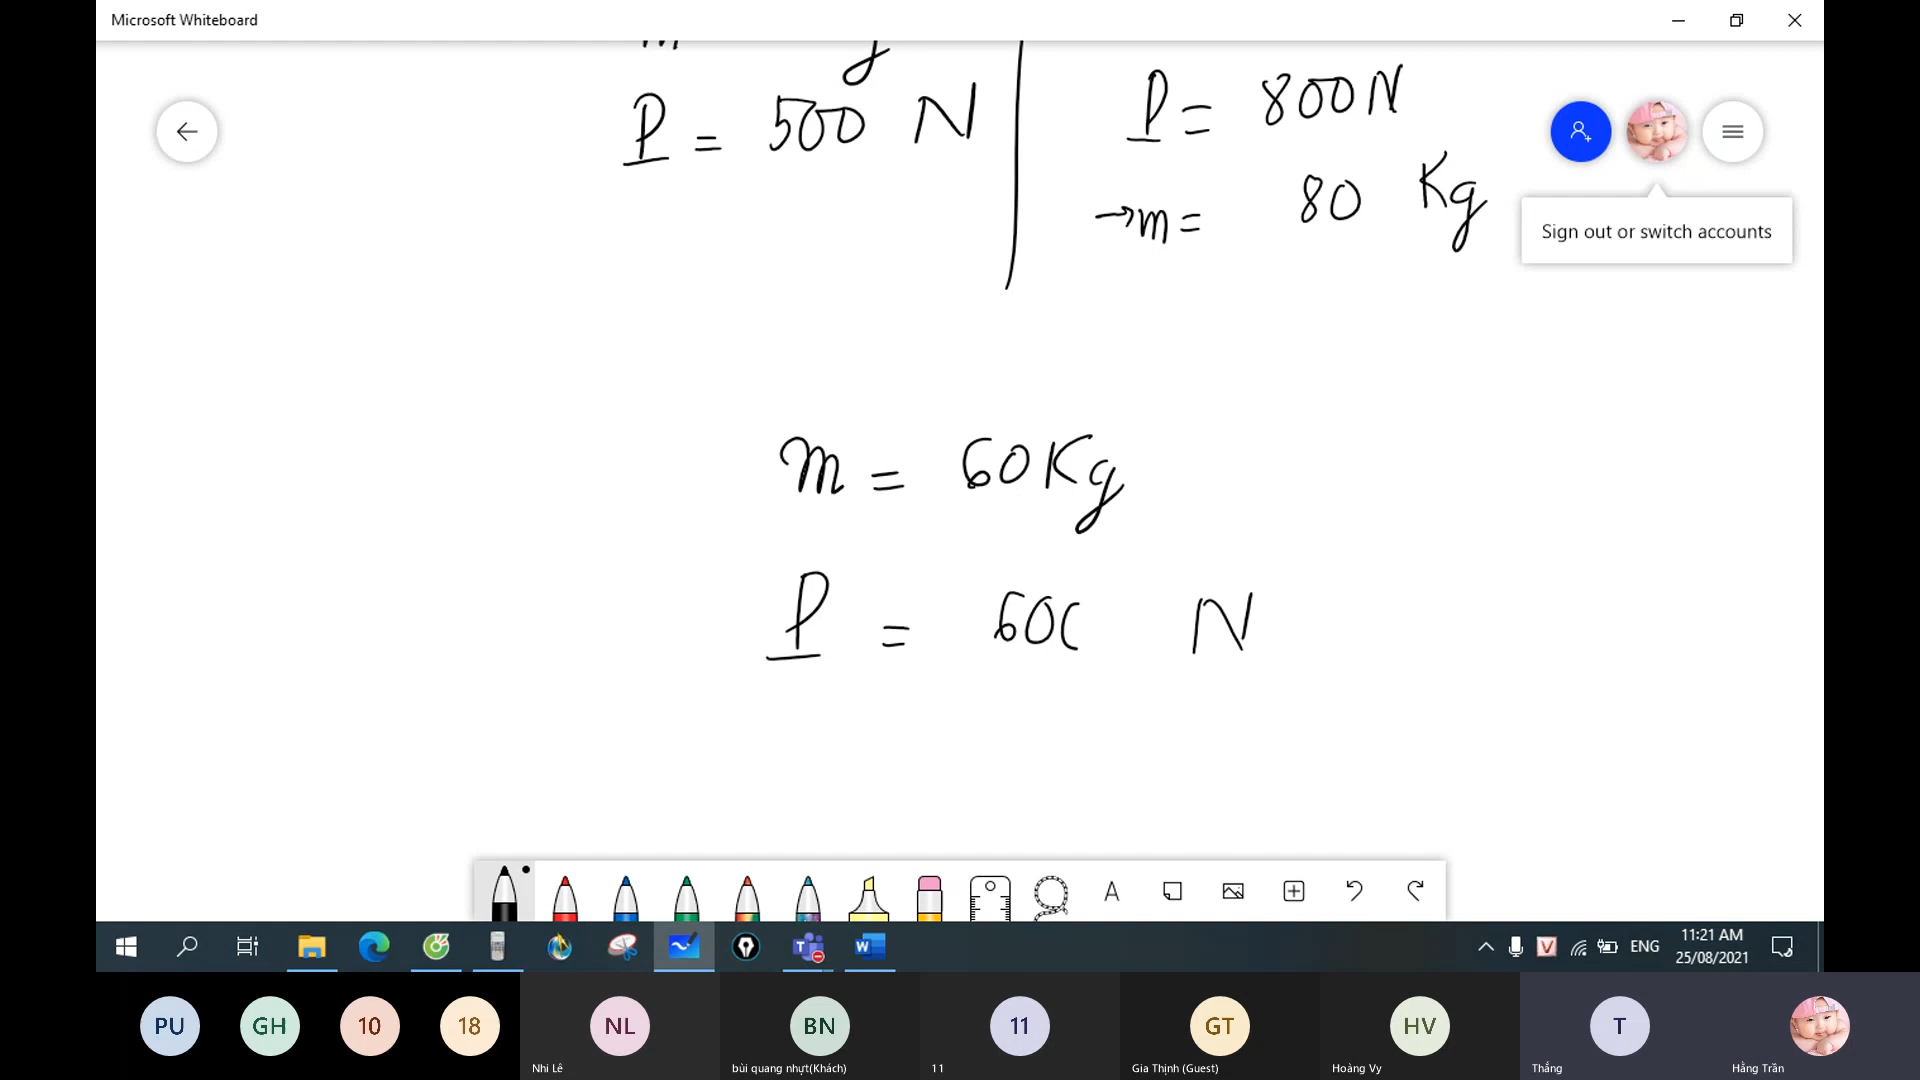 Microsoft Whiteboard
P = 500 N
P = 800N
→ m = 80 Kg
Sign out or switch accounts
m = 60Kg
P = 600 N
A
ENG
11:21 AM
25/08/2021
PU
GH
10
18
NL
Nhi Lê
BN
bùi quang nhựt(Khách)
11
11
GT
Gia Thịnh (Guest)
HV
Hoàng Vy
T
Thắng
Hằng Trần